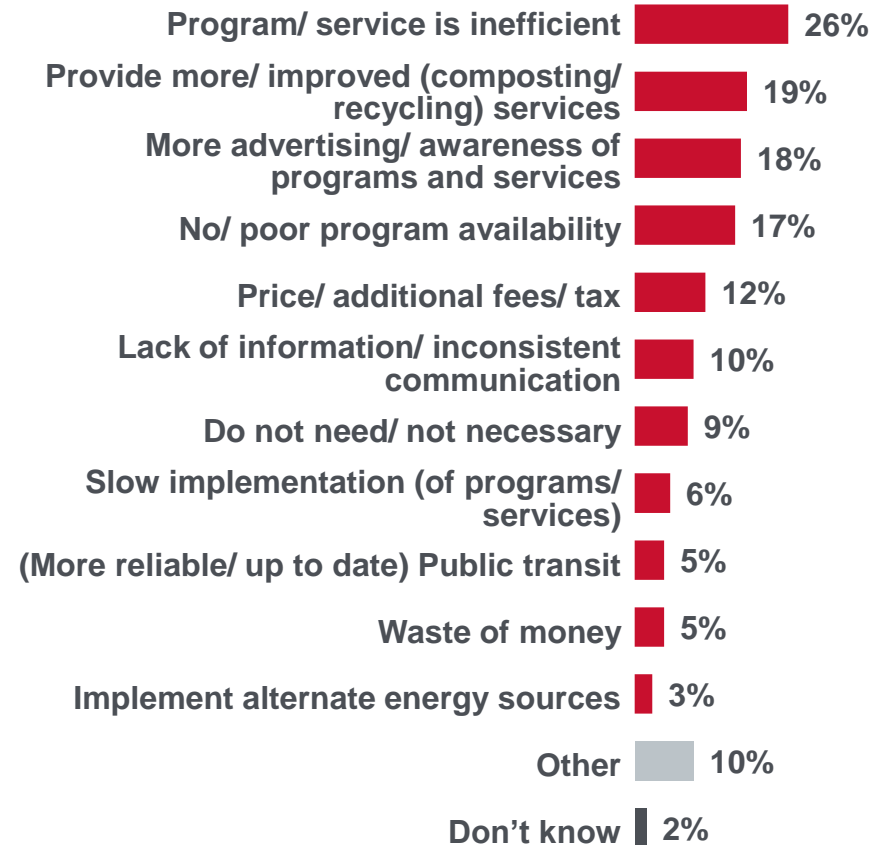 Program/ service is inefficient 26%
Provide more/ improved (composting/
recycling) services 19%
More advertising/ awareness of
programs and services 18%
No/ poor program availability 17%
Price/ additional fees/ tax 12%
Lack of information/ inconsistent
communication 10%
Do not need/ not necessary 9%
Slow implementation (of programs/
services) 6%
(More reliable/ up to date) Public transit 5%
Waste of money 5%
Implement alternate energy sources 3%
Other 10%
Don’t know 2%